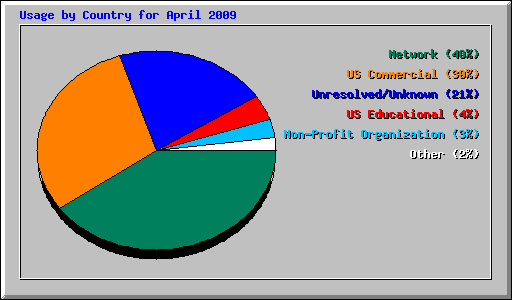 Usage by Country for April 2009
Network (40%)
US Commercial (30%)
Unresolved/Unknown (21%)
US Educational (4%)
Non-Profit Organization (3%)
Other (2%)